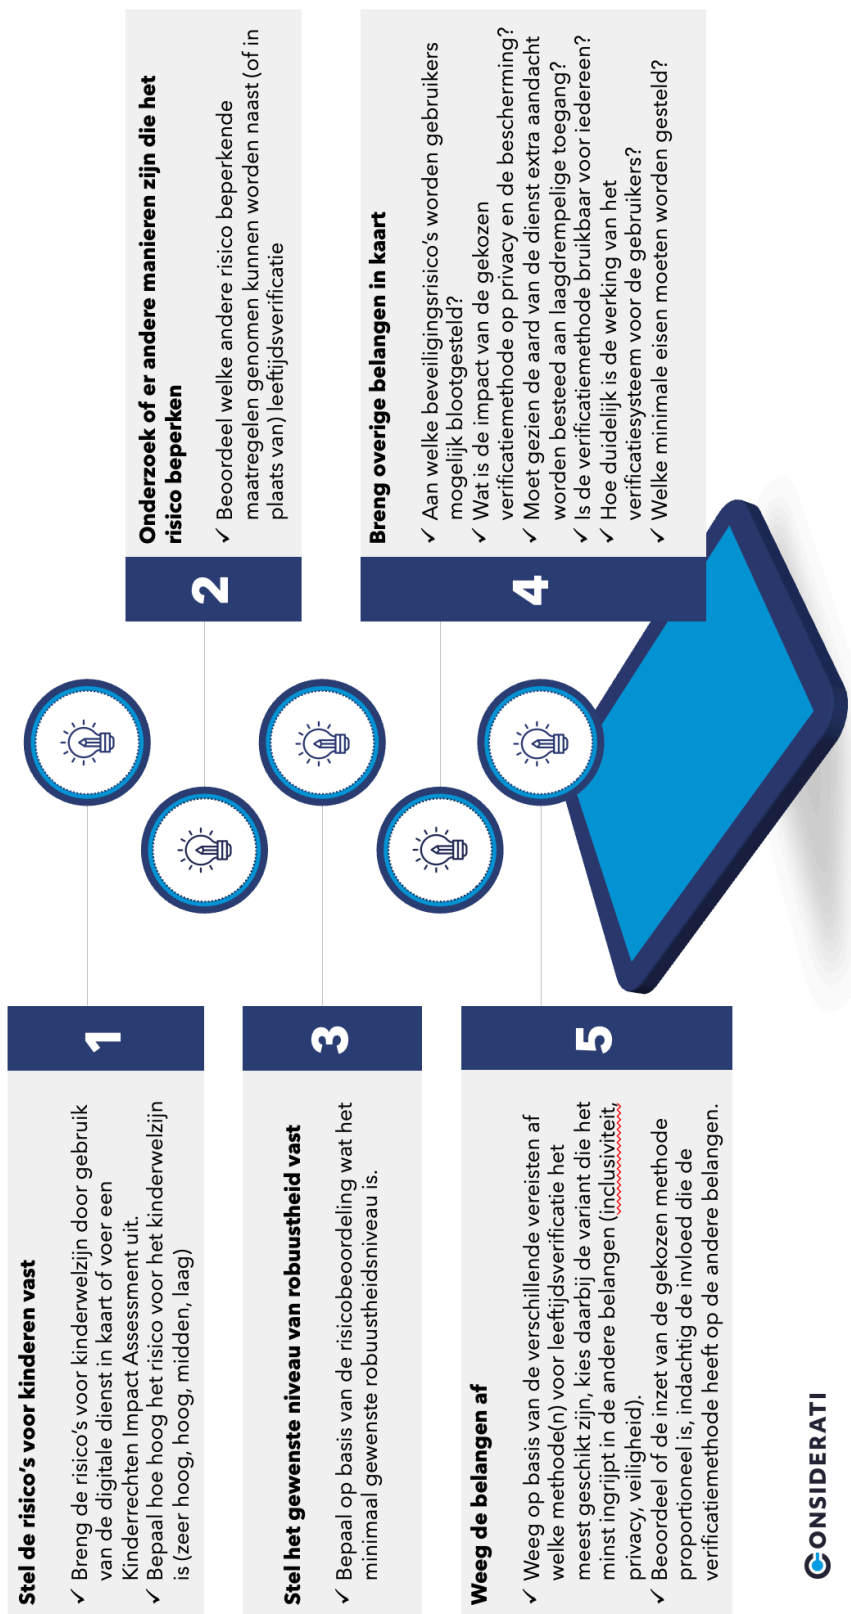 1
Stel de risico's voor kinderen vast
✓ Breng de risico's voor kinderwelzijn door gebruik
van de digitale dienst in kaart of voer een
Kinderrechten Impact Assessment uit.
✓ Bepaal hoe hoog het risico voor het kinderwelzijn
is (zeer hoog, hoog, midden, laag)
2
Onderzoek of er andere manieren zijn die het
risico beperken
✓ Beoordeel welke andere risico beperkende
maatregelen genomen kunnen worden naast (of in
plaats van) leeftijdsverificatie
3
Stel het gewenste niveau van robuustheid vast
✓ Bepaal op basis van de risicobeoordeling wat het
minimaal gewenste robuustheidsniveau is.
4
Breng overige belangen in kaart
✓ Aan welke beveiligingsrisico's worden gebruikers
mogelijk blootgesteld?
✓ Wat is de impact van de gekozen
verificatiemethode op privacy en de bescherming?
✓ Moet gezien de aard van de dienst extra aandacht
worden besteed aan laagdrempelige toegang?
✓ Is de verificatiemethode bruikbaar voor iedereen?
✓ Hoe duidelijk is de werking van het
verificatiesysteem voor de gebruikers?
✓ Welke minimale eisen moeten worden gesteld?
5
Weeg de belangen af
✓ Weeg op basis van de verschillende vereisten af
welke methode(n) voor leeftijdsverificatie het
meest geschikt zijn, kies daarbij de variant die het
minst ingrijpt in de andere belangen (inclusiviteit,
privacy, veiligheid).
✓ Beoordeel of de inzet van de gekozen methode
proportioneel is, indachtig de invloed die de
verificatiemethode heeft op de andere belangen.
CONSIDERATI